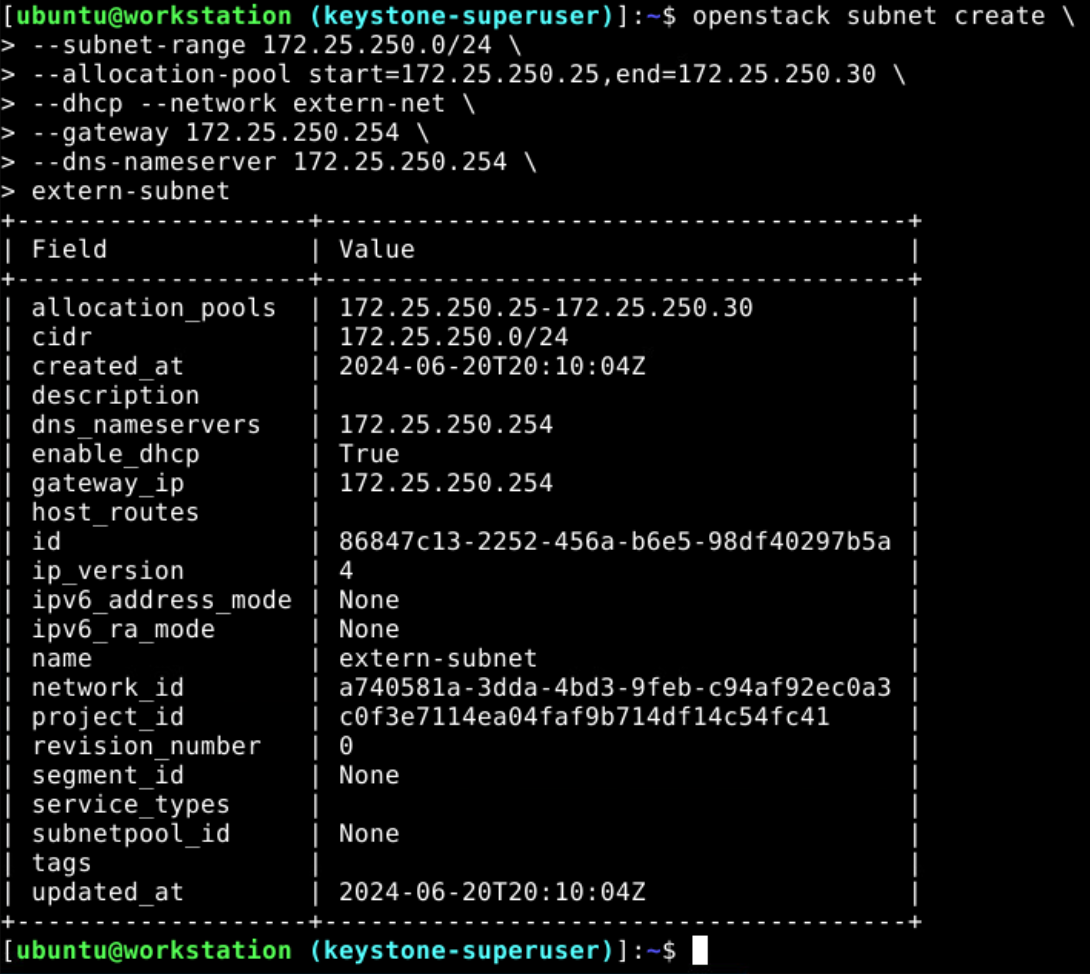 [ubuntu@workstation (keystone-superuser)]:~$ openstack subnet create \
> --subnet-range 172.25.250.0/24 \
> --allocation-pool start=172.25.250.25,end=172.25.250.30 \
> --dhcp --network extern-net \
> --gateway 172.25.250.254 \
> --dns-nameserver 172.25.250.254 \
> extern-subnet
+-------------------+--------------------------------------+
| Field             | Value                                |
+-------------------+--------------------------------------+
| allocation_pools  | 172.25.250.25-172.25.250.30          |
| cidr              | 172.25.250.0/24                      |
| created_at        | 2024-06-20T20:10:04Z                 |
| description       |                                      |
| dns_nameservers   | 172.25.250.254                       |
| enable_dhcp       | True                                 |
| gateway_ip        | 172.25.250.254                       |
| host_routes       |                                      |
| id                | 86847c13-2252-456a-b6e5-98df40297b5a |
| ip_version        | 4                                    |
| ipv6_address_mode | None                                 |
| ipv6_ra_mode      | None                                 |
| name              | extern-subnet                        |
| network_id        | a740581a-3dda-4bd3-9feb-c94af92ec0a3 |
| project_id        | c0f3e7114ea04faf9b714df14c54fc41     |
| revision_number   | 0                                    |
| segment_id        | None                                 |
| service_types     |                                      |
| subnetpool_id     | None                                 |
| tags              |                                      |
| updated_at        | 2024-06-20T20:10:04Z                 |
+-------------------+--------------------------------------+
[ubuntu@workstation (keystone-superuser)]:~$